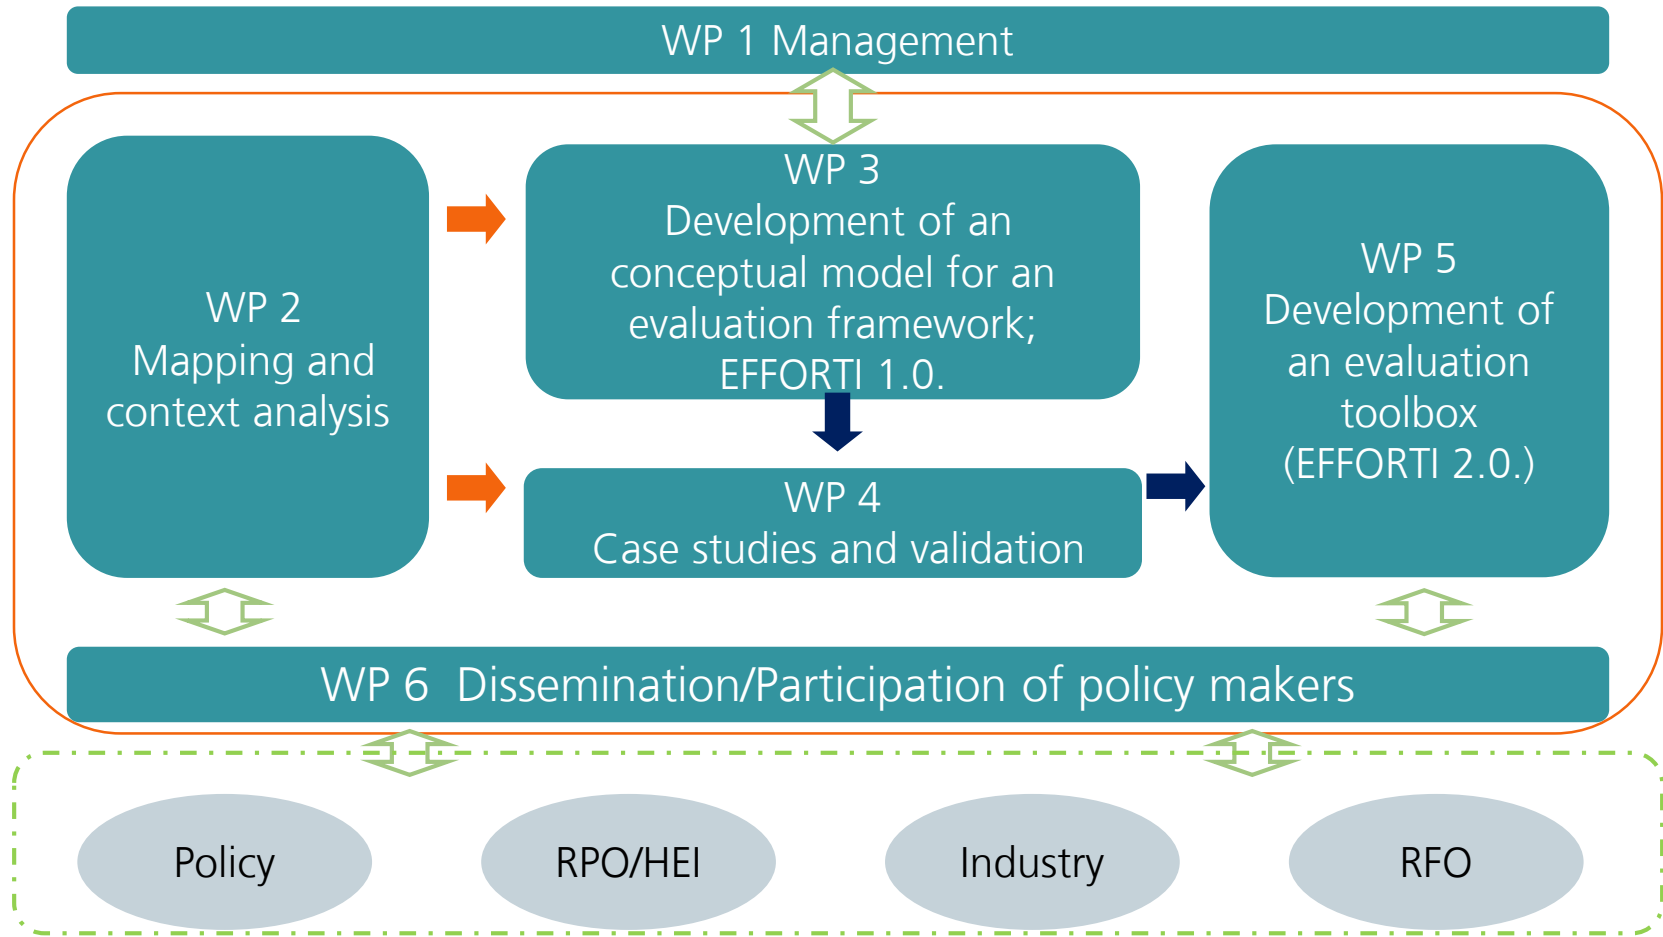 WP 1 Management
WP 2
Mapping and
context analysis
WP 3
Development of an
conceptual model for an
evaluation framework;
EFFORTI 1.0.
WP 4
Case studies and validation
WP 5
Development of
an evaluation
toolbox
(EFFORTI 2.0.)
WP 6 Dissemination/Participation of policy makers
Policy
RPO/HEI
Industry
RFO